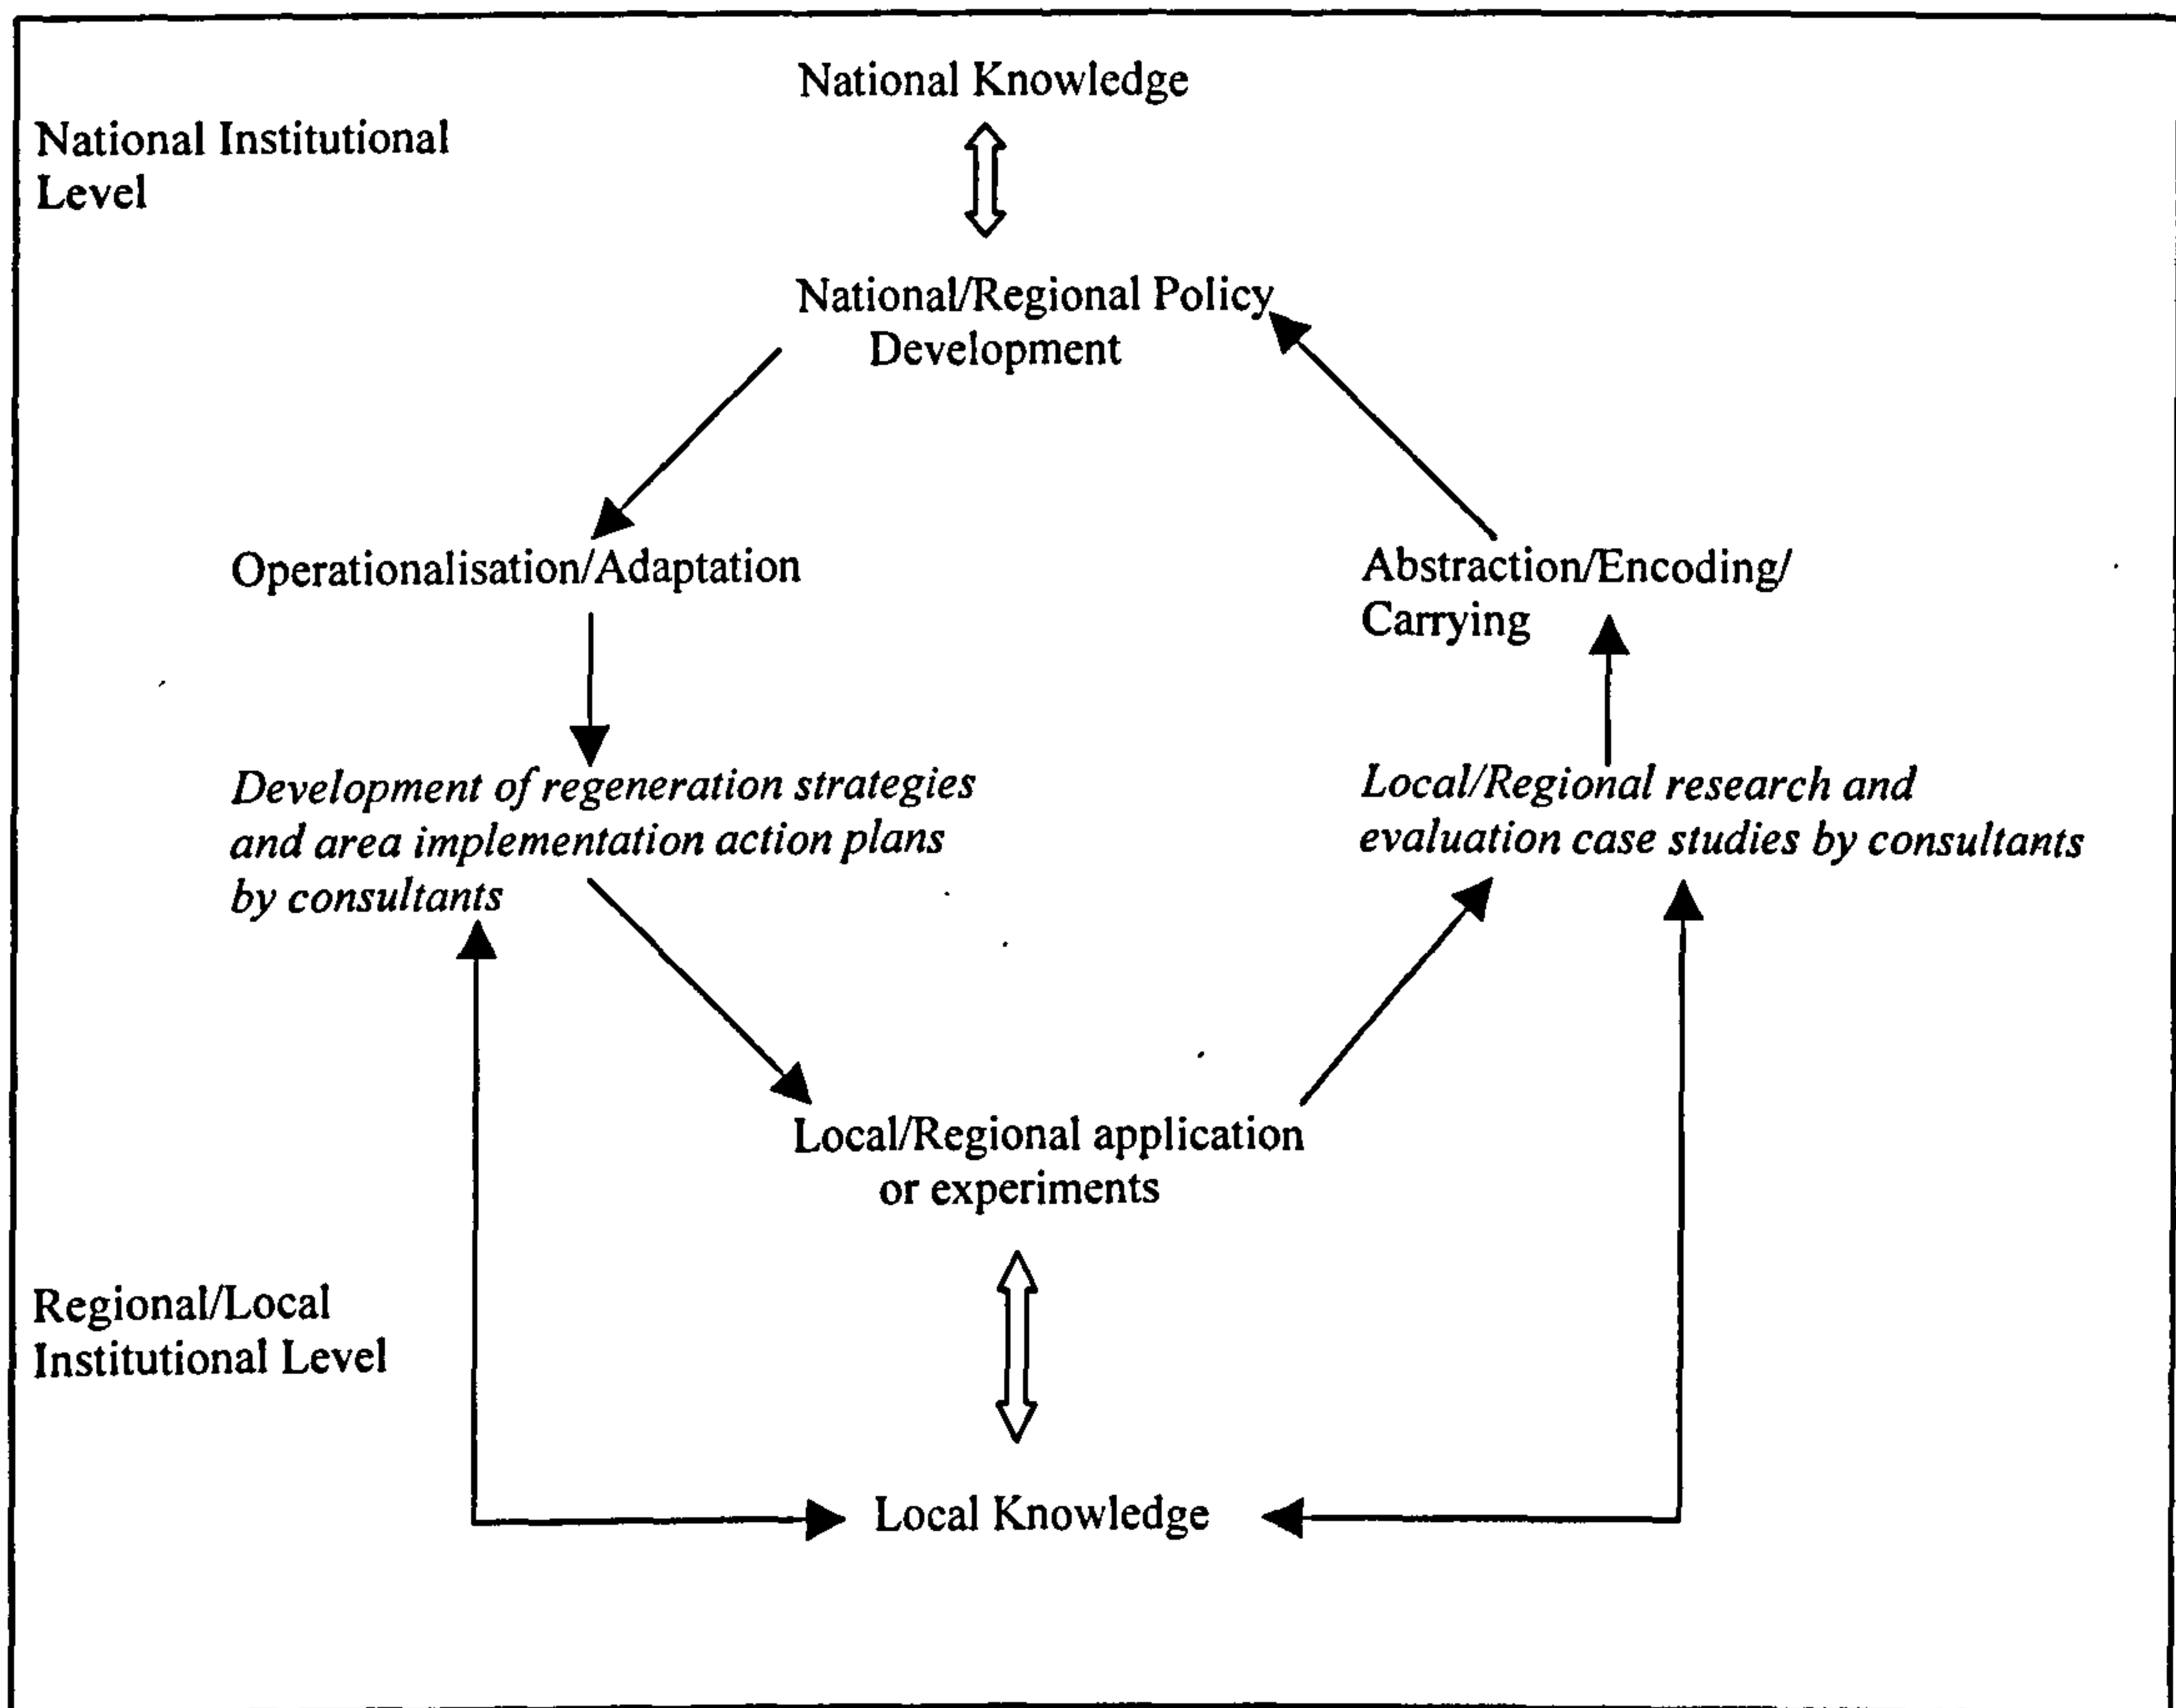 National Knowledge
National Institutional
Level
National/Regional Policy
Development
Operationalisation/Adaptation
Abstraction/Encoding/
Carrying
Development of regeneration strategies
and area implementation action plans
by consultants
Local/Regional research and
evaluation case studies by consultants
Local/Regional application
or experiments
Regional/Local
Institutional Level
Local Knowledge